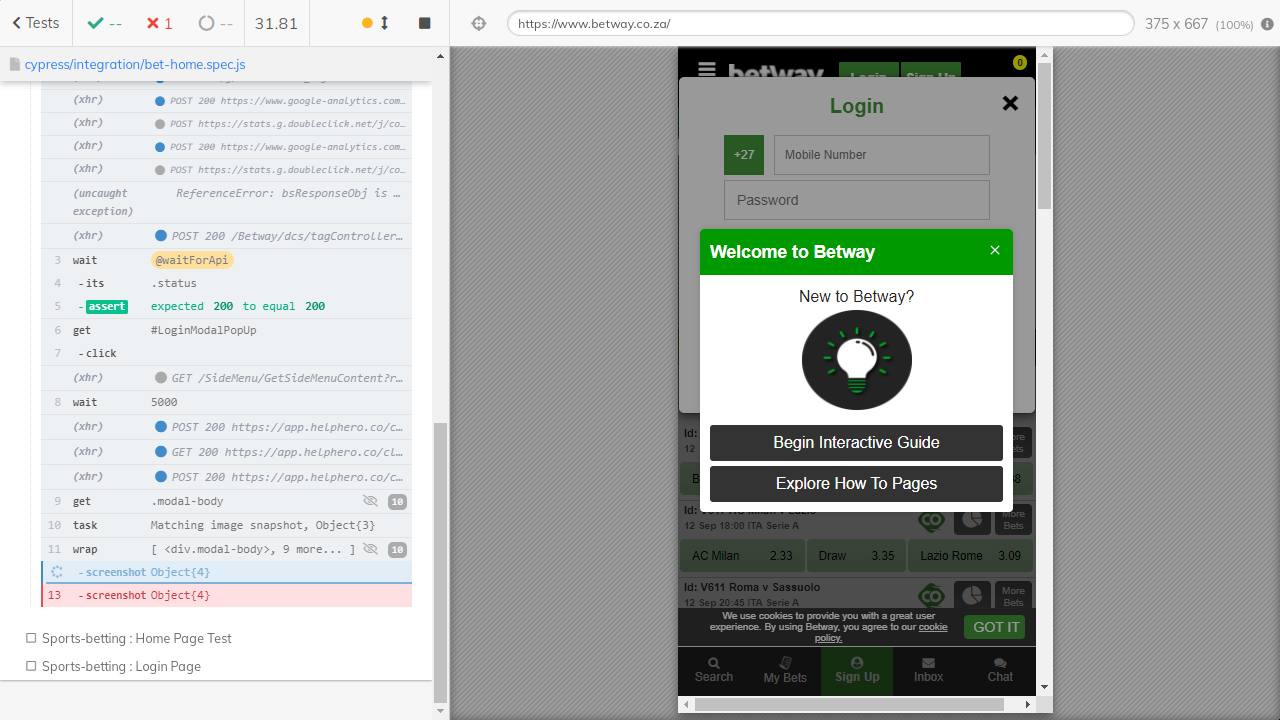 Tests
--
1
--
31.81
https://www.betway.co.za/
375 x 667 (100%)
cypress/integration/bet-home.spec.js
(xhr) POST 200 https://www.google-analytics.com…
(xhr) POST https://stats.g.doubleclick.net/j/co…
(xhr) POST 200 https://www.google-analytics.com…
(xhr) POST https://stats.g.doubleclick.net/j/co…
(uncaught exception) ReferenceError: bsResponseObj is …
(xhr) POST 200 /Betway/dcs/tagController…
3 wait @waitForApi
4 -its .status
5 -assert expected 200 to equal 200
6 get #LoginModalPopUp
7 -click
(xhr) GET /SideMenu/GetSideMenuContent?r…
8 wait 9000
(xhr) POST 200 https://app.helphero.co/c…
(xhr) GET 200 https://app.helphero.co/cl…
(xhr) POST 200 https://app.helphero.co/c…
9 get .modal-body 10
10 task Matching image snapshot, Object{3}
11 wrap [ <div.modal-body>, 9 more... ] 10
-screenshot Object{4}
13 -screenshot Object{4}
Sports-betting : Home Page Test
Sports-betting : Login Page
betway
Login
Sign Up
0
Login
+27
Mobile Number
Password
Welcome to Betway ×
New to Betway?
Begin Interactive Guide
Explore How To Pages
Id:
12
12 Sep 18:00 ITA Serie A
More
Bets
AC Milan 2.33
Draw 3.35
Lazio Rome 3.09
Id: V611 Roma v Sassuolo
12 Sep 20:45 ITA Serie A
More
Bets
We use cookies to provide you with a great user
experience. By using Betway, you agree to our cookie
policy.
GOT IT
Search
My Bets
Sign Up
Inbox
Chat